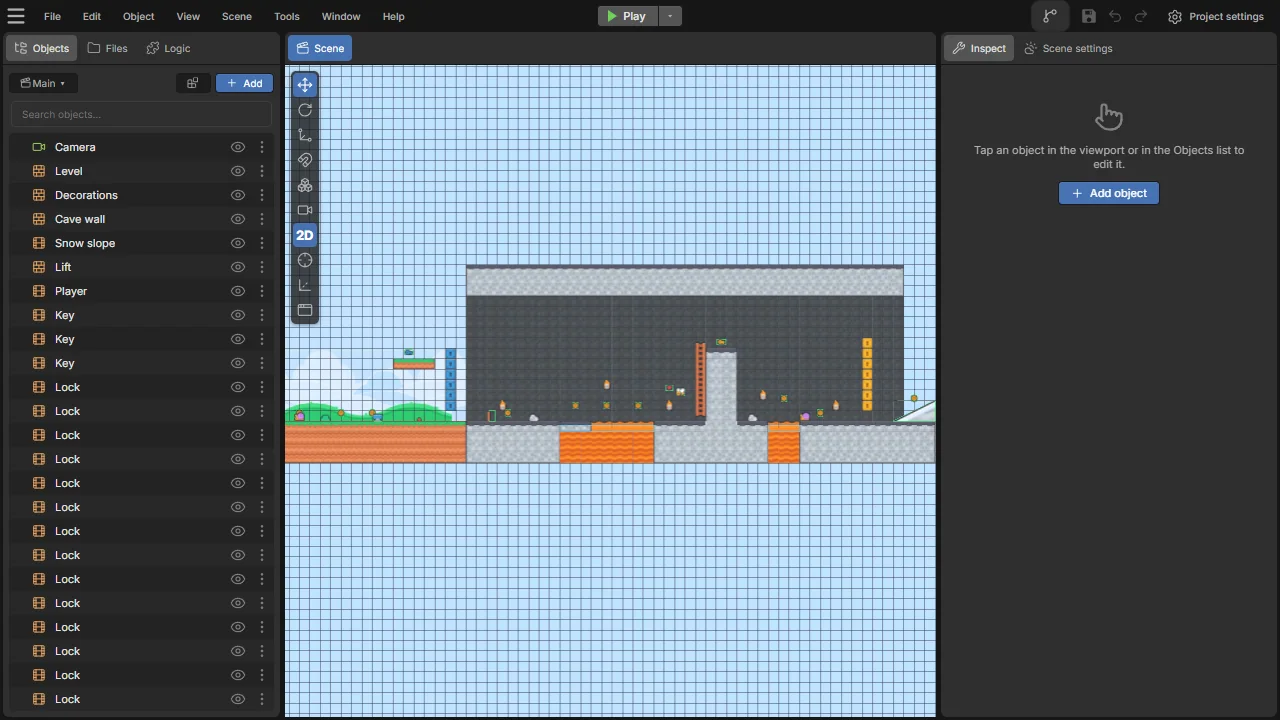 File Edit Object View Scene Tools Window Help Play Project settings
Objects Files Logic Scene Inspect Scene settings
Main Add
Search objects...
Camera
Level
Decorations
Cave wall
Snow slope
Lift
Player
Key
Key
Key
Lock
Lock
Lock
Lock
Lock
Lock
Lock
Lock
Lock
Lock
Lock
Lock
Lock
Lock
2D
Tap an object in the viewport or in the Objects list to
edit it.
Add object